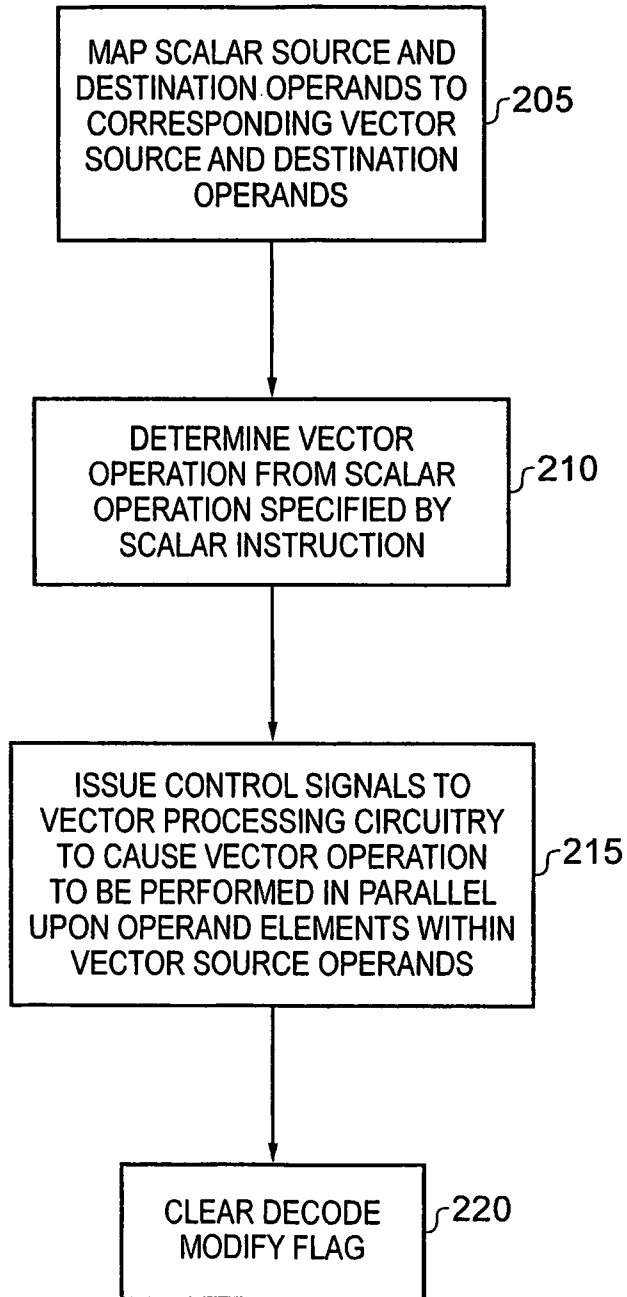 MAP SCALAR SOURCE AND
DESTINATION OPERANDS TO
CORRESPONDING VECTOR
SOURCE AND DESTINATION
OPERANDS
205
DETERMINE VECTOR
OPERATION FROM SCALAR
OPERATION SPECIFIED BY
SCALAR INSTRUCTION
210
ISSUE CONTROL SIGNALS TO
VECTOR PROCESSING CIRCUITRY
TO CAUSE VECTOR OPERATION
TO BE PERFORMED IN PARALLEL
UPON OPERAND ELEMENTS WITHIN
VECTOR SOURCE OPERANDS
215
CLEAR DECODE
MODIFY FLAG
220